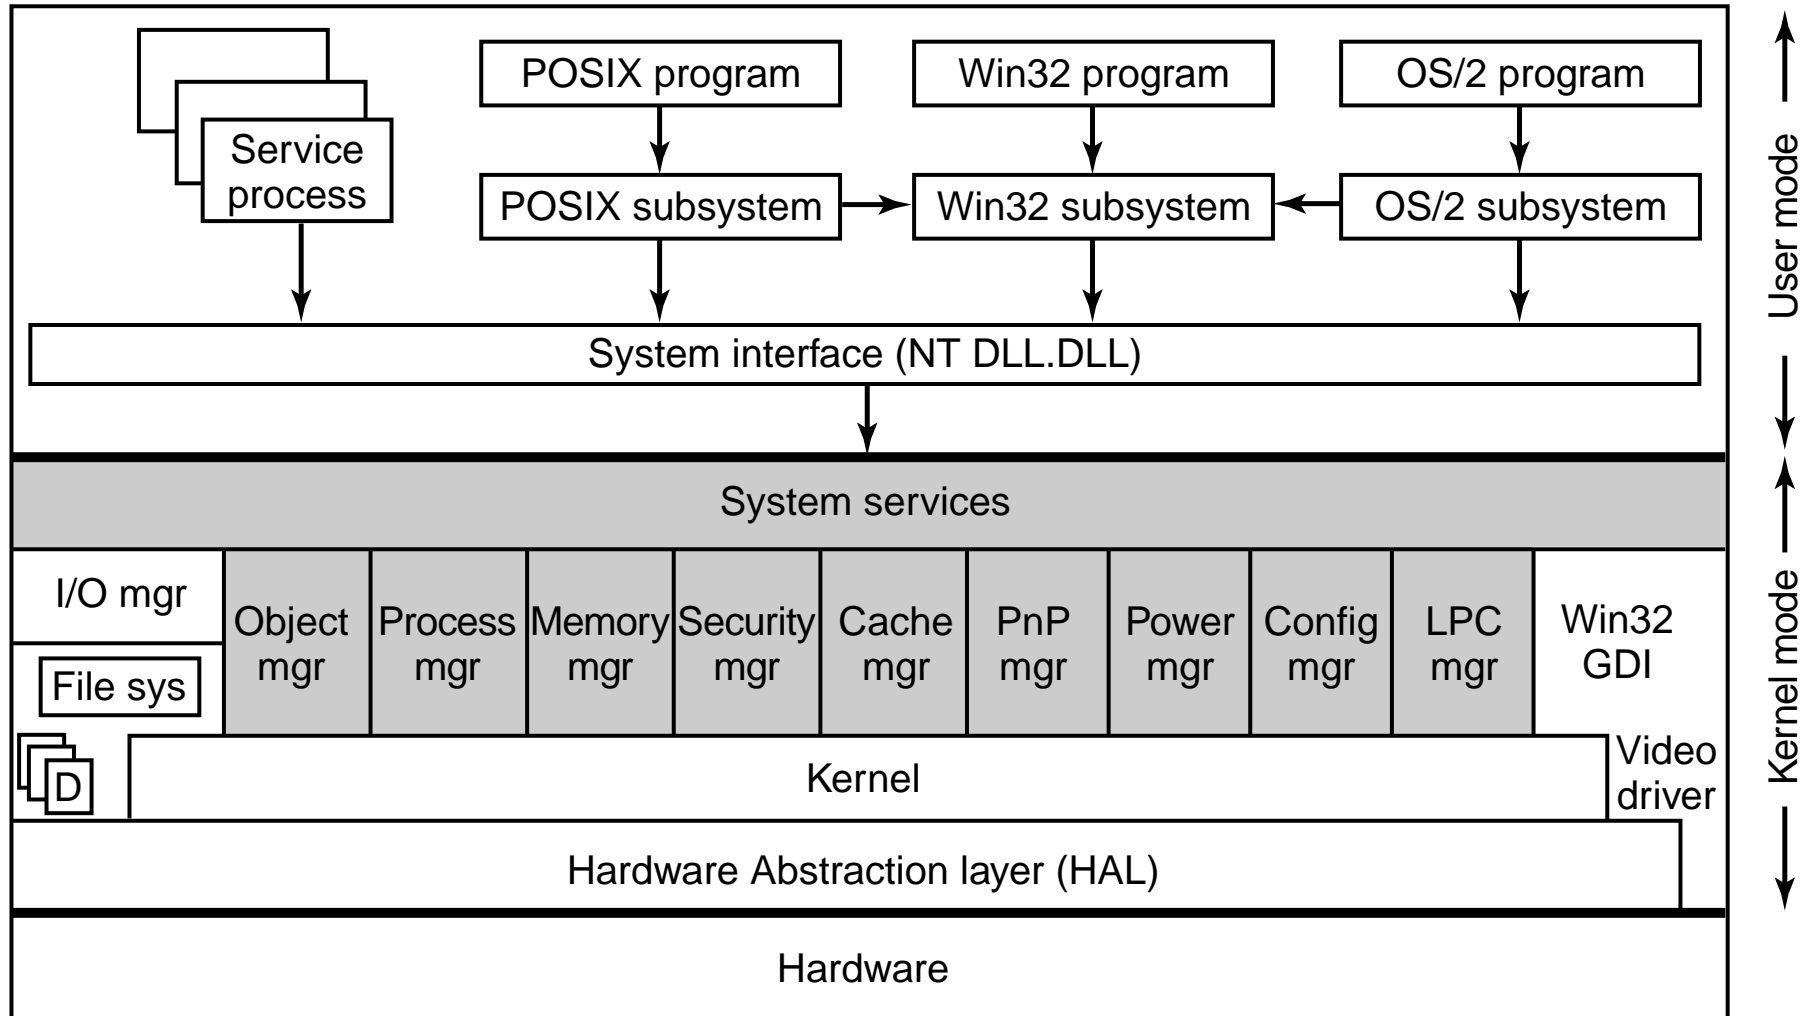 POSIX program
Win32 program
OS/2 program
Service
process
POSIX subsystem
Win32 subsystem
OS/2 subsystem
System interface (NT DLL.DLL)
User mode
System services
I/O mgr
File sys
D
Object
mgr
Process
mgr
Memory
mgr
Security
mgr
Cache
mgr
PnP
mgr
Power
mgr
Config
mgr
LPC
mgr
Win32
GDI
Video
driver
Kernel
Hardware Abstraction layer (HAL)
Kernel mode
Hardware